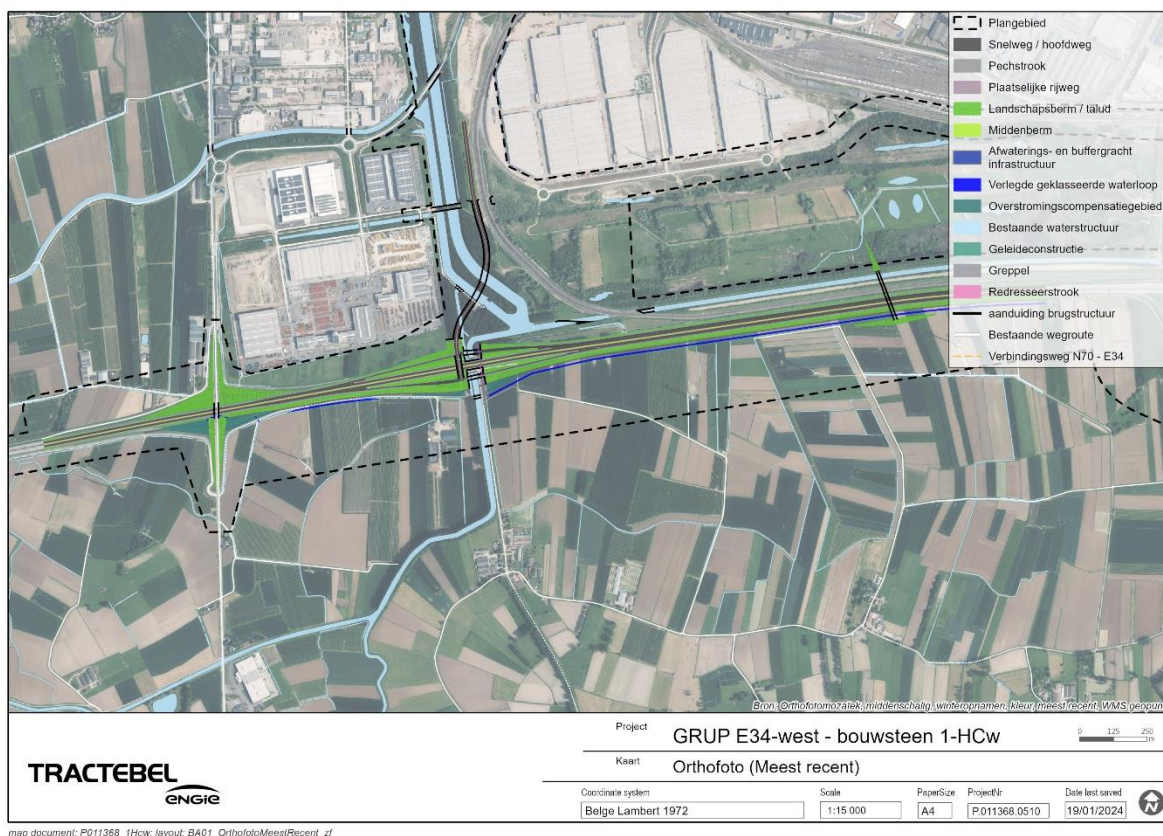 Plangebied
Snelweg / hoofdweg
Pechstrook
Plaatselijke rijweg
Landschapsberm / talud
Middenberm
Afwaterings- en buffergracht
infrastructuur
Verlegde geklasseerde waterloop
Overstromingscompensatiegebied
Bestaande waterstructuur
Geleideconstructie
Greppel
Redresseerstrook
aanduiding brugstructuur
Bestaande wegroute
Verbindingsweg N70 - E34
Bron: Orthofotomozaïek, middenschalig, winteropnamen, kleur, meest recent, WMS geopun
Project GRUP E34-west - bouwsteen 1-HCw
0 125 250
m
Kaart Orthofoto (Meest recent)
TRACTEBEL
ENGIE
Coordinate system Scale PaperSize ProjectNr Date last saved
Belge Lambert 1972 1:15 000 A4 P.011368.0510 19/01/2024
map document: P011368_1Hcw; layout: BA01_OrthofotoMeestRecent_zf